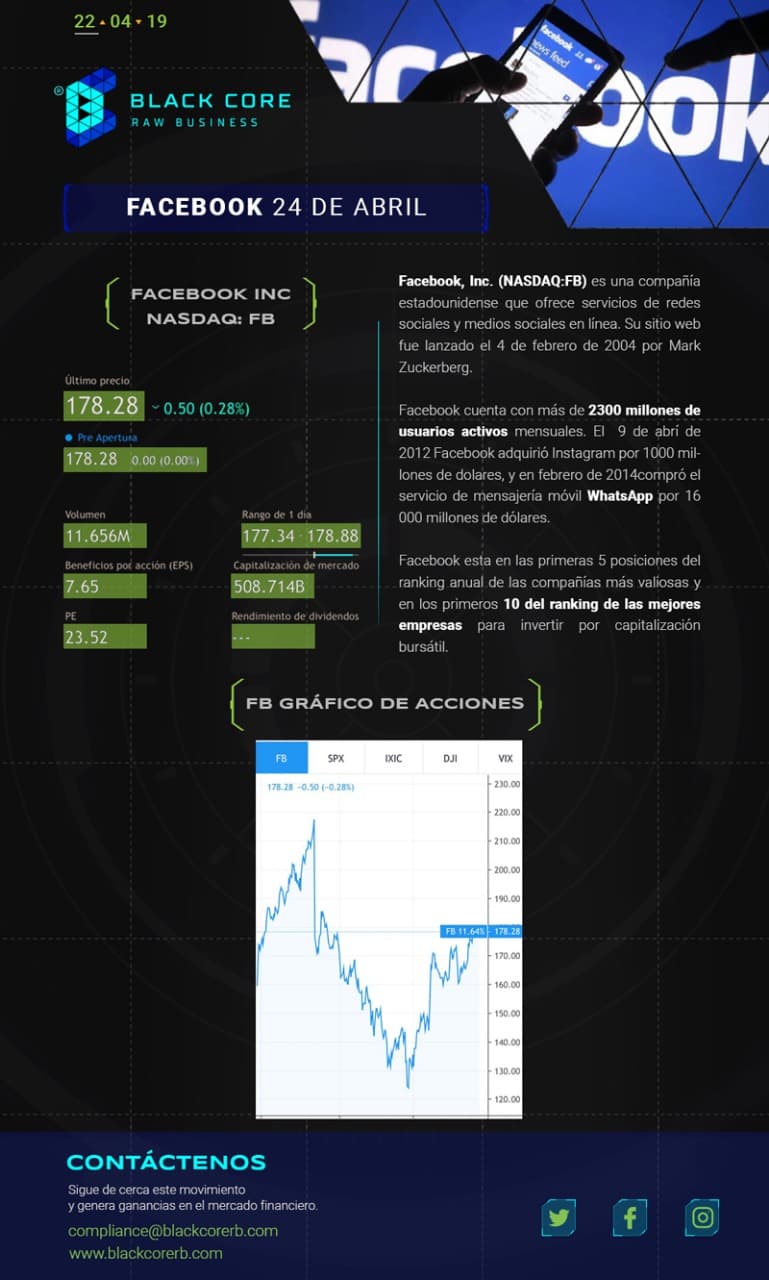 22 04 19
facebook
facebook
news feed
®
BLACK CORE
RAW BUSINESS
FACEBOOK 24 DE ABRIL
FACEBOOK INC
NASDAQ: FB
Último precio
178.28 0.50 (0.28%)
Pre Apertura
178.28 0.00 (0.00%)
Volumen
11.656M
Rango de 1 día
177.34 - 178.88
Beneficios por acción (EPS)
7.65
Capitalización de mercado
508.714B
PE
23.52
Rendimiento de dividendos
---
Facebook, Inc. (NASDAQ:FB) es una compañía
estadounidense que ofrece servicios de redes
sociales y medios sociales en línea. Su sitio web
fue lanzado el 4 de febrero de 2004 por Mark
Zuckerberg.
Facebook cuenta con más de 2300 millones de
usuarios activos mensuales. El 9 de abri de
2012 Facebook adquirió Instagram por 1000 mil-
lones de dolares, y en febrero de 2014compró el
servicio de mensajería móvil WhatsApp por 16
000 millones de dólares.
Facebook esta en las primeras 5 posiciones del
ranking anual de las compañías más valiosas y
en los primeros 10 del ranking de las mejores
empresas para invertir por capitalización
bursátil.
FB GRÁFICO DE ACCIONES
FB SPX IXIC DJI VIX
178.28 -0.50 (-0.28%)
230.00
220.00
210.00
200.00
190.00
FB 11.64% 178.28
170.00
160.00
150.00
140.00
130.00
120.00
CONTÁCTENOS
Sigue de cerca este movimiento
y genera ganancias en el mercado financiero.
compliance@blackcorerb.com
www.blackcorerb.com